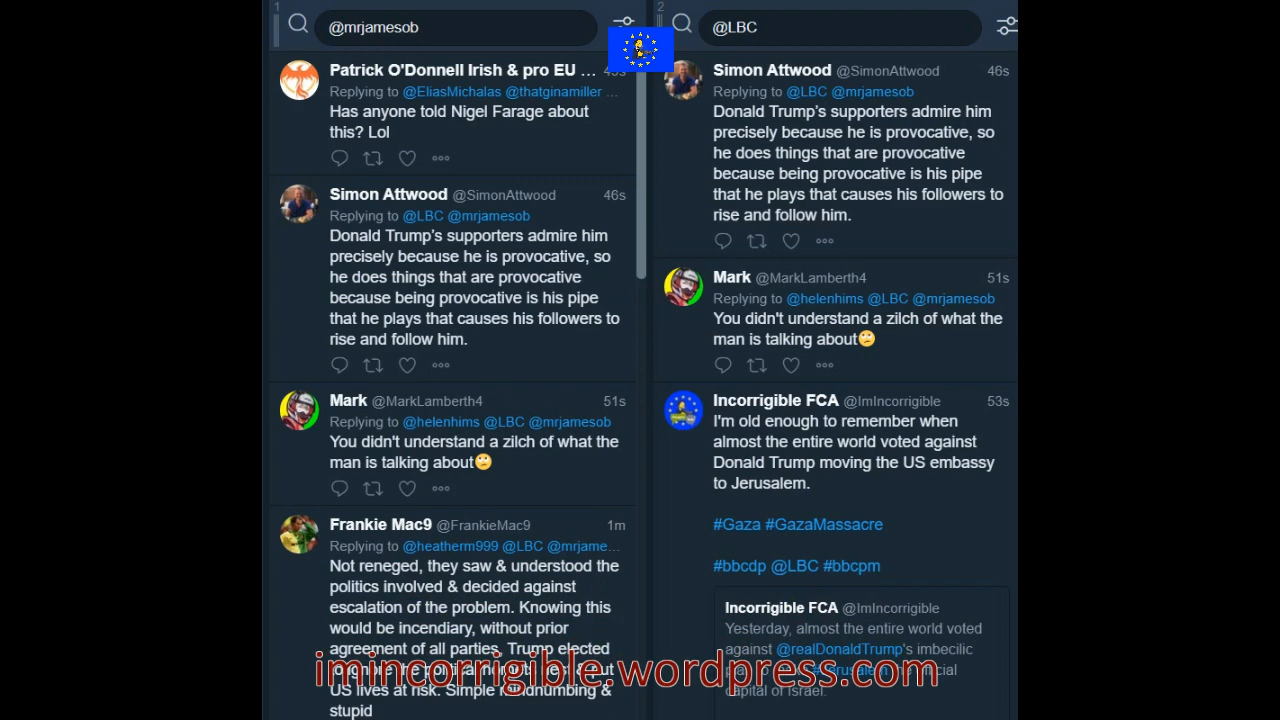 1
@mrjamesob
Patrick O'Donnell Irish & pro EU ...
Replying to @EliasMichalas @thatginamiller ...
Has anyone told Nigel Farage about
this? Lol
Simon Attwood @SimonAttwood 46s
Replying to @LBC @mrjamesob
Donald Trump's supporters admire him
precisely because he is provocative, so
he does things that are provocative
because being provocative is his pipe
that he plays that causes his followers to
rise and follow him.
Mark @MarkLamberth4 51s
Replying to @helenhims @LBC @mrjamesob
You didn't understand a zilch of what the
man is talking about🙄
Frankie Mac9 @FrankieMac9 1m
Replying to @heatherm999 @LBC @mrjame...
Not reneged, they saw & understood the
politics involved & decided against
escalation of the problem. Knowing this
would be incendiary, without prior
agreement of all parties. Trump elected
US lives at risk. Simple mindnumbing &
stupid
2
@LBC
Simon Attwood @SimonAttwood 46s
Replying to @LBC @mrjamesob
Donald Trump's supporters admire him
precisely because he is provocative, so
he does things that are provocative
because being provocative is his pipe
that he plays that causes his followers to
rise and follow him.
Mark @MarkLamberth4 51s
Replying to @helenhims @LBC @mrjamesob
You didn't understand a zilch of what the
man is talking about🙄
Incorrigible FCA @ImIncorrigible 53s
I'm old enough to remember when
almost the entire world voted against
Donald Trump moving the US embassy
to Jerusalem.
#Gaza #GazaMassacre
#bbcdp @LBC #bbcpm
Incorrigible FCA @ImIncorrigible
Yesterday, almost the entire world voted
against @realDonaldTrump's imbecilic
#Jerusalem official
capital of Israel.
imincorrigible.wordpress.com